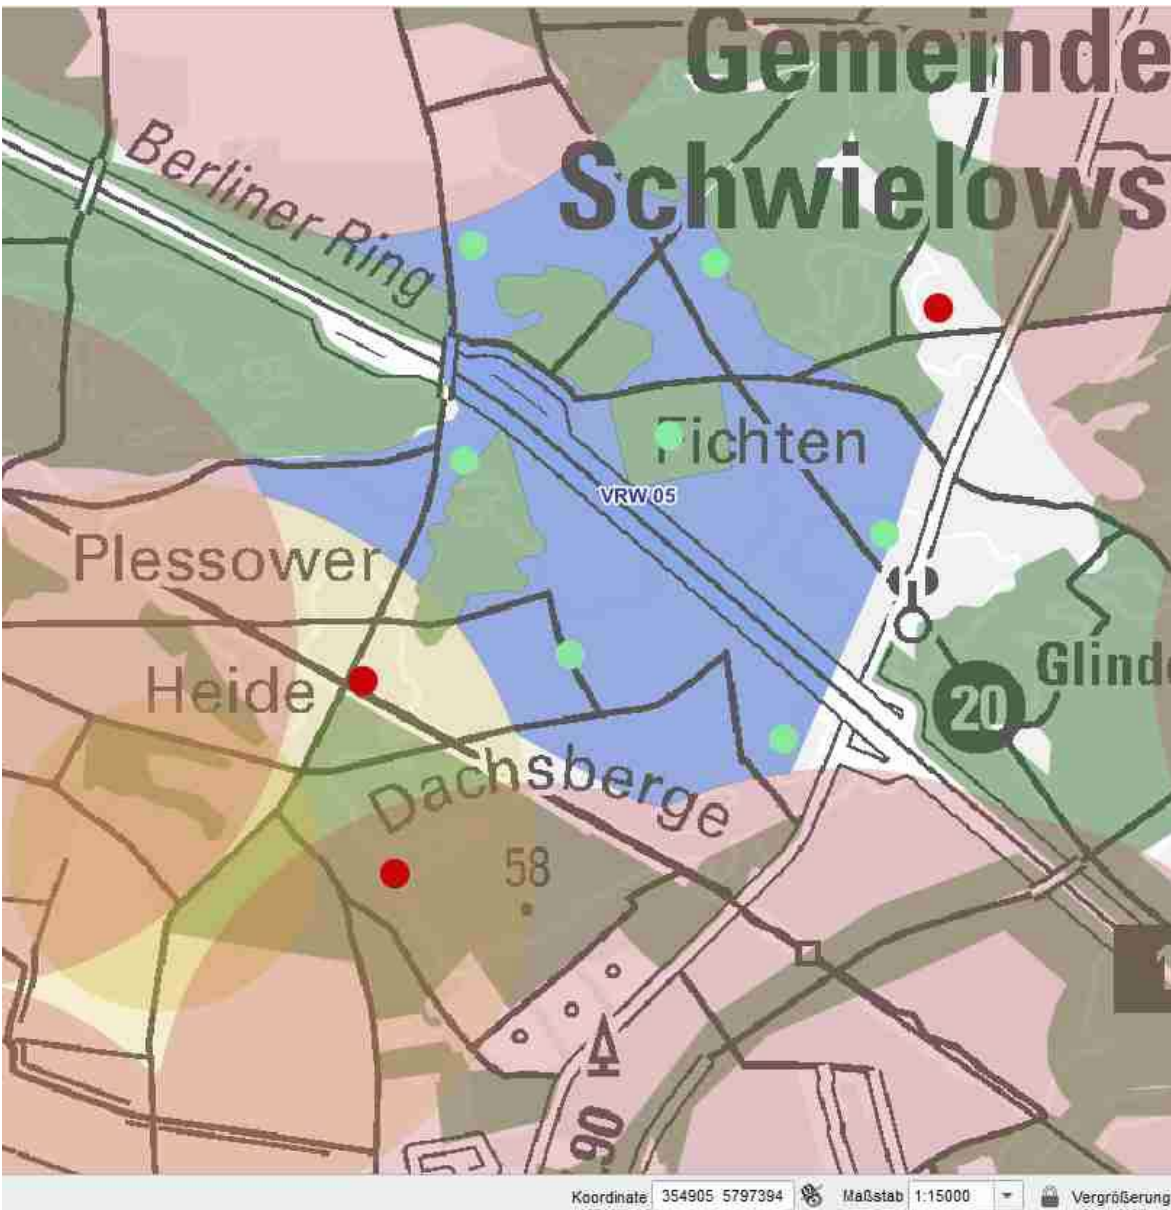 Gemeinde
Schwielows
Berliner Ring
Fichten
VRW 05
Plessower
Heide
Glind
20
Dachsberge
58
1
90
Koordinate 354905 5797394 Maßstab 1:15000 Vergrößerung